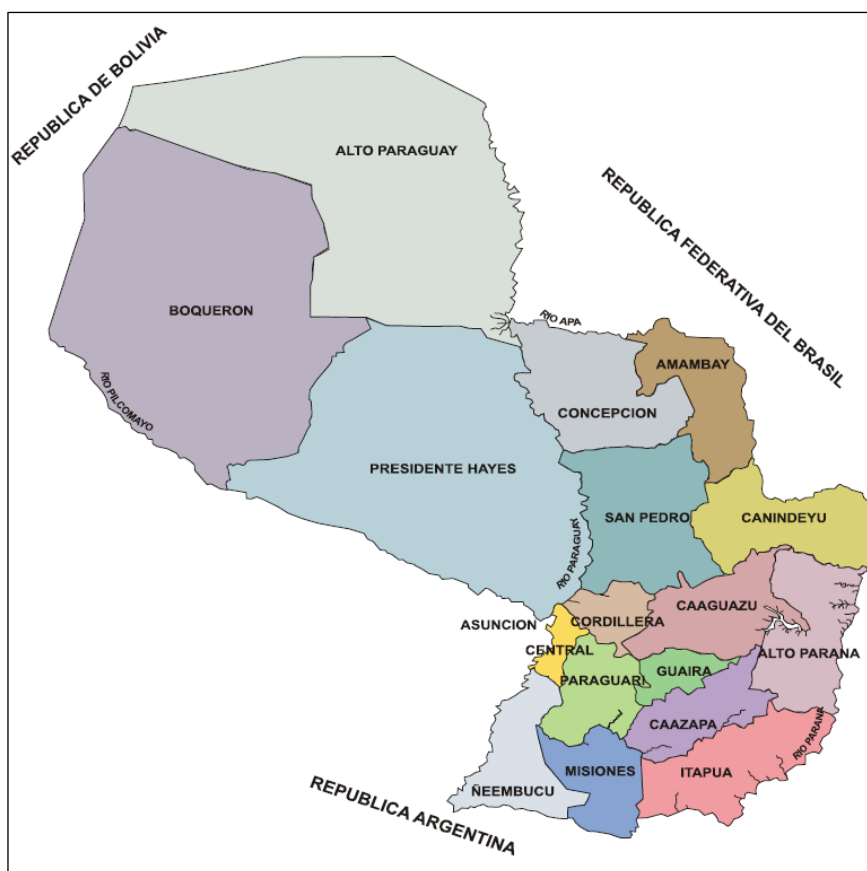 REPUBLICA DE BOLIVIA
ALTO PARAGUAY
REPUBLICA FEDERATIVA DEL BRASIL
BOQUERON
RIO APA
AMAMBAY
RIO PILCOMAYO
CONCEPCION
PRESIDENTE HAYES
SAN PEDRO
CANINDEYU
RIO PARAGUAY
CAAGUAZU
ASUNCION
CORDILLERA
CENTRAL
ALTO PARANA
PARAGUARI
GUAIRA
CAAZAPA
RIO PARANA
MISIONES
ITAPUA
ÑEEMBUCU
REPUBLICA ARGENTINA